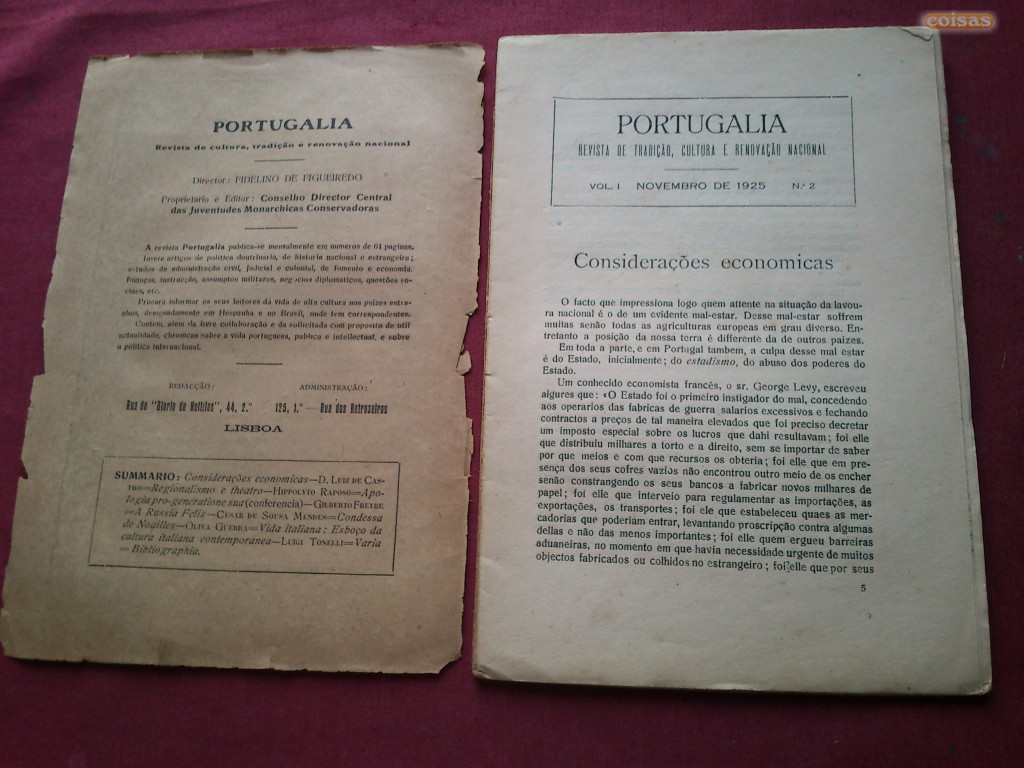 coisas
PORTUGALIA
Revista de cultura, tradição e renovação nacional
Director: FIDELINO DE FIGUEIREDO
Proprietario e Editor: Conselho Director Central
das Juventudes Monarchicas Conservadoras
A revista Portugalia publica-se mensalmente em numeros de 64 paginas.
Insere artigos de politica doutrinaria, de historia nacional e estrangeira;
estudos de administração civil, judicial e colonial, de fomento e economia,
finanças, instrucção, assumptos militares, negocios diplomaticos, questões so-
ciaes, etc.
Procura informar os seus leitores da vida de alta cultura nos paizes estra-
nhos, designadamente em Hespanha e no Brasil, onde tem correspondentes.
Contem, alem da livre collaboração e da solicitada com proposito de util
actualidade, chronicas sobre a vida portugueza, publica e intellectual, e sobre
a politica internacional.
REDACÇÃO: ADMINISTRAÇÃO:
Rua do "Diario de Noticias", 44, 2.º 125, 1.º — Rua dos Retrozeiros
LISBOA
SUMMARIO: Considerações economicas—D. LUIZ DE CAS-
TRO=Regionalismo e theatro—HIPPOLYTO RAPOSO=Apo-
logia pro-generatione sua (conferencia)—GILBERTO FREYRE
=A Russia Feliz—CESAR DE SOUSA MENDES=Condessa
de Noailles—OLIVA GUERRA=Vida italiana: Esboço da
cultura italiana contemporanea—LUIGI TONELLI=Varia
=Bibliographia.
PORTUGALIA
REVISTA DE TRADIÇÃO, CULTURA E RENOVAÇÃO NACIONAL
VOL. I NOVEMBRO DE 1925 N.º 2
Considerações economicas
O facto que impressiona logo quem attente na situação da lavou-
ra nacional é o de um evidente mal-estar. Desse mal-estar soffrem
muitas senão todas as agriculturas europeas em grau diverso. En-
tretanto a posição da nossa terra é differente da de outros paizes.
Em toda a parte, e em Portugal tambem, a culpa desse mal estar
é do Estado, inicialmente; do estadismo, do abuso dos poderes do
Estado.
Um conhecido economista francês, o sr. George Levy, escreveu
algures que: «O Estado foi o primeiro instigador do mal, concedendo
aos operarios das fabricas de guerra salarios excessivos e fechando
contractos a preços de tal maneira elevados que foi preciso decretar
um imposto especial sobre os lucros que dahi resultavam; foi elle
que distribuiu milhares a torto e a direito, sem se importar de saber
por que meios e com que recursos os obteria; foi elle que em pre-
sença dos seus cofres vazios não encontrou outro meio de os encher
senão constrangendo os seus bancos a fabricar novos milhares de
papel; foi elle que interveio para regulamentar as importações, as
exportações, os transportes; foi ele que estabeleceu quaes as mer-
cadorias que poderiam entrar, levantando proscripção contra algumas
dellas e não das menos importantes; foi elle quem ergueu barreiras
aduaneiras, no momento em que havia necessidade urgente de muitos
objectos fabricados ou colhidos no estrangeiro; foi elle que por seus
5